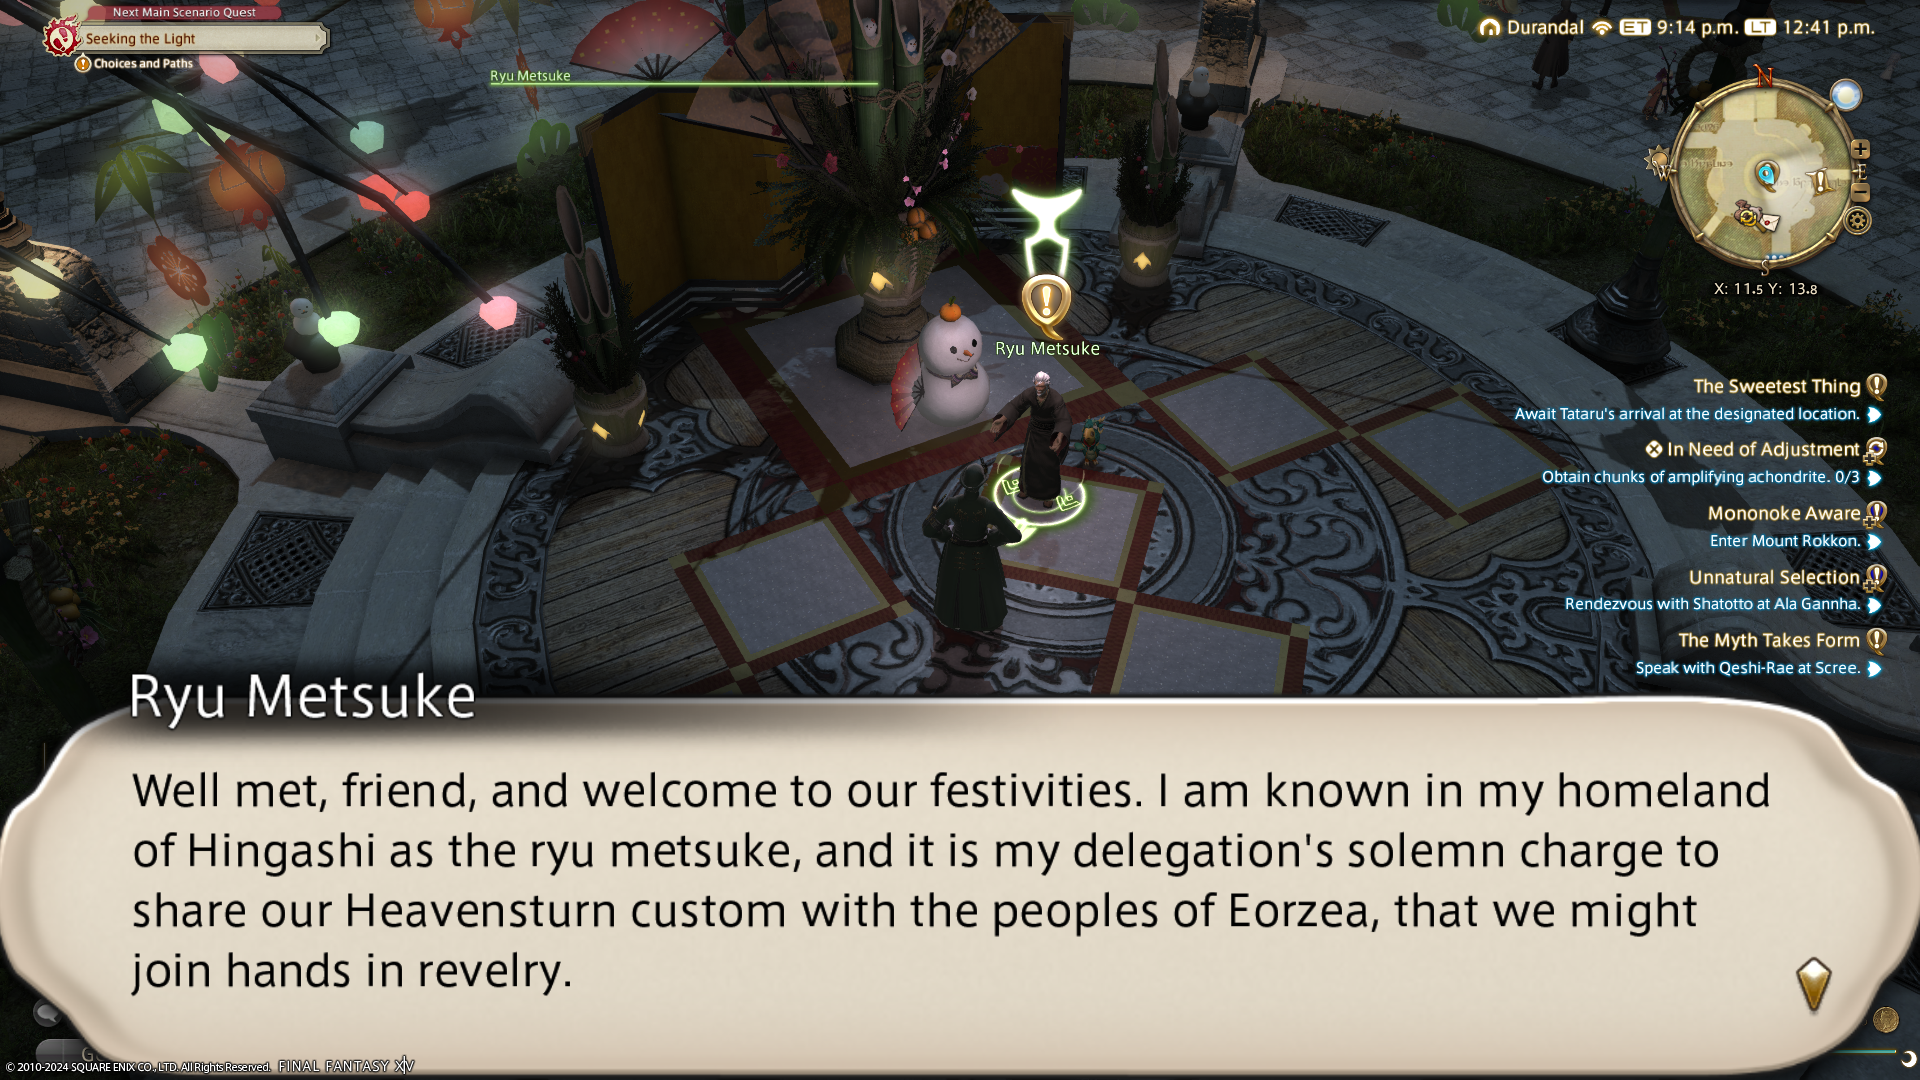 Next Main Scenario Quest
Seeking the Light
Choices and Paths
Ryu Metsuke
Durandal ET 9:14 p.m. LT 12:41 p.m.
N
W
E
S
X: 11.5 Y: 13.8
Ryu Metsuke
The Sweetest Thing
Await Tataru's arrival at the designated location.
In Need of Adjustment
Obtain chunks of amplifying achondrite. 0/3
Mononoke Aware
Enter Mount Rokkon.
Unnatural Selection
Rendezvous with Shatotto at Ala Gannha.
The Myth Takes Form
Speak with Qeshi-Rae at Scree.
Ryu Metsuke
Well met, friend, and welcome to our festivities. I am known in my homeland
of Hingashi as the ryu metsuke, and it is my delegation's solemn charge to
share our Heavensturn custom with the peoples of Eorzea, that we might
join hands in revelry.
© 2010-2024 SQUARE ENIX CO., LTD. All Rights Reserved. FINAL FANTASY XIV